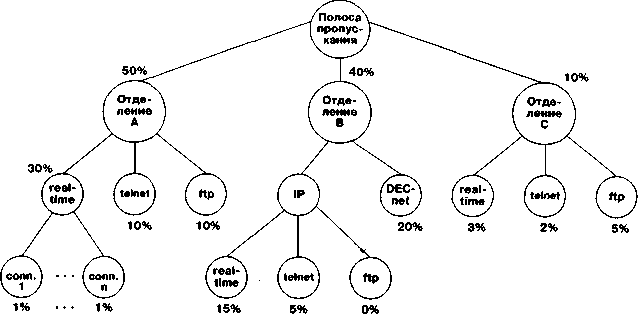 Полоса
пропус-
кания
50%
40%
10%
Отде-
ление
A
Отде-
ление
B
Отде-
ление
C
30%
real-
time
telnet
ftp
IP
DEC-
net
real-
time
telnet
ftp
10%
10%
20%
3%
2%
5%
conn.
1
. . .
conn.
n
real-
time
telnet
ftp
1%
. . .
1%
15%
5%
0%